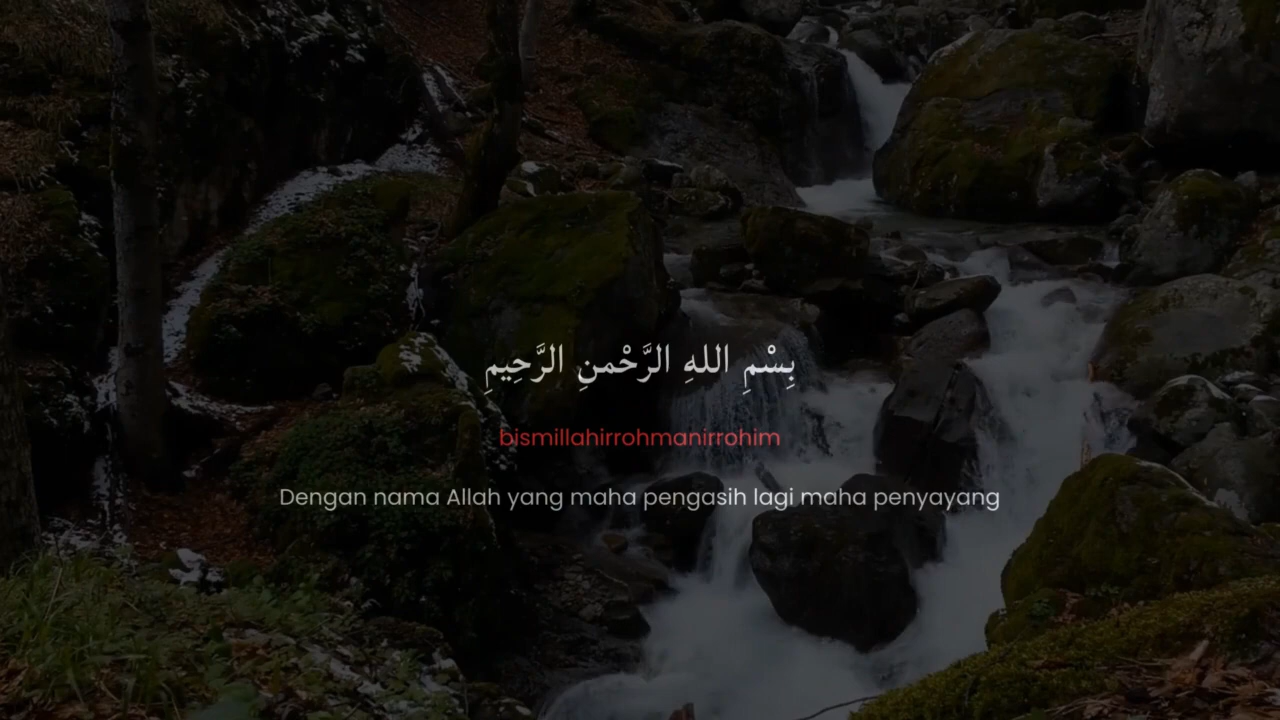 بِسْمِ اللهِ الرَّحْمنِ الرَّحِيمِ
bismillahirrohmanirrohim
Dengan nama Allah yang maha pengasih lagi maha penyayang